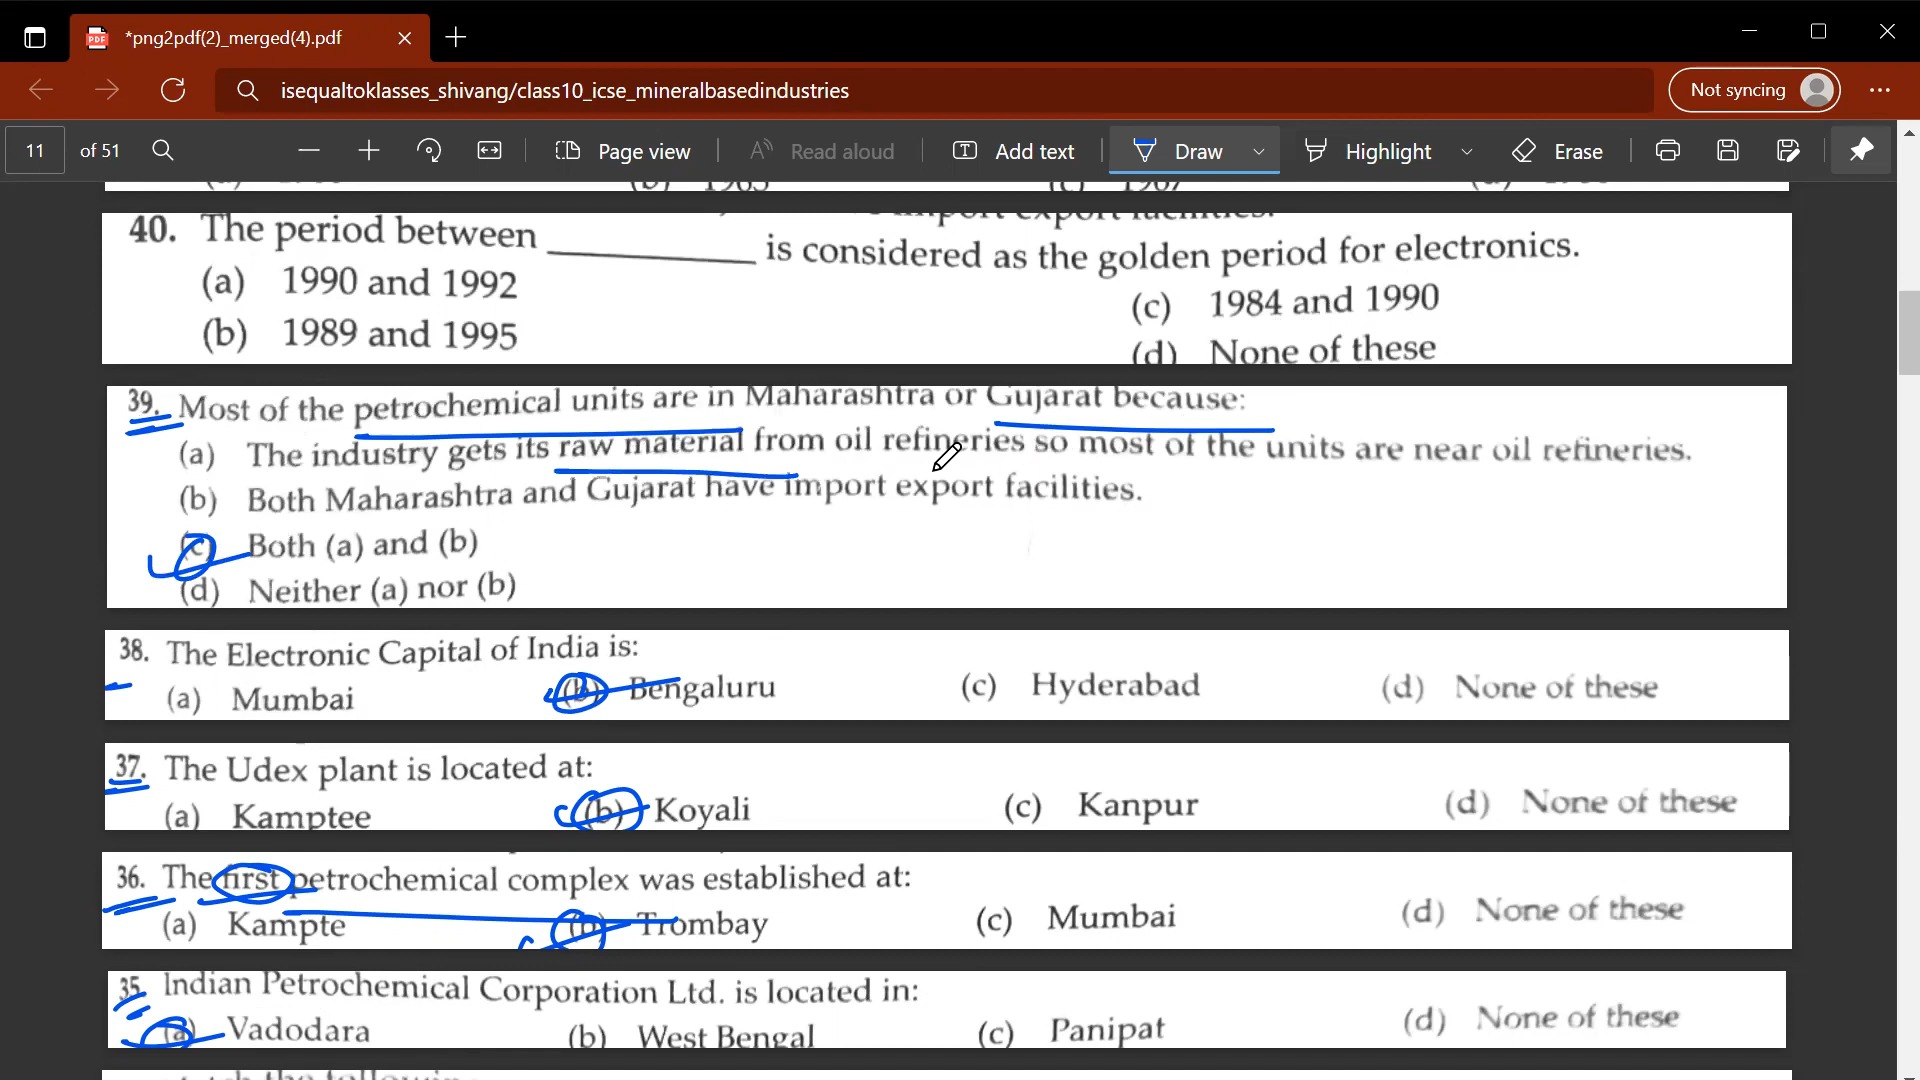 *png2pdf(2)_merged(4).pdf
isequaltoklasses_shivang/class10_icse_mineralbasedindustries
Not syncing
11 of 51
Page view
Read aloud
Add text
Draw
Highlight
Erase
40. The period between __________ is considered as the golden period for electronics.
(a) 1990 and 1992
(c) 1984 and 1990
(b) 1989 and 1995
(d) None of these
39. Most of the petrochemical units are in Maharashtra or Gujarat because:
(a) The industry gets its raw material from oil refineries so most of the units are near oil refineries.
(b) Both Maharashtra and Gujarat have import export facilities.
(c) Both (a) and (b)
(d) Neither (a) nor (b)
38. The Electronic Capital of India is:
(a) Mumbai (b) Bengaluru (c) Hyderabad (d) None of these
37. The Udex plant is located at:
(a) Kamptee (b) Koyali (c) Kanpur (d) None of these
36. The first petrochemical complex was established at:
(a) Kampte (b) Trombay (c) Mumbai (d) None of these
35. Indian Petrochemical Corporation Ltd. is located in:
(a) Vadodara (b) West Bengal (c) Panipat (d) None of these